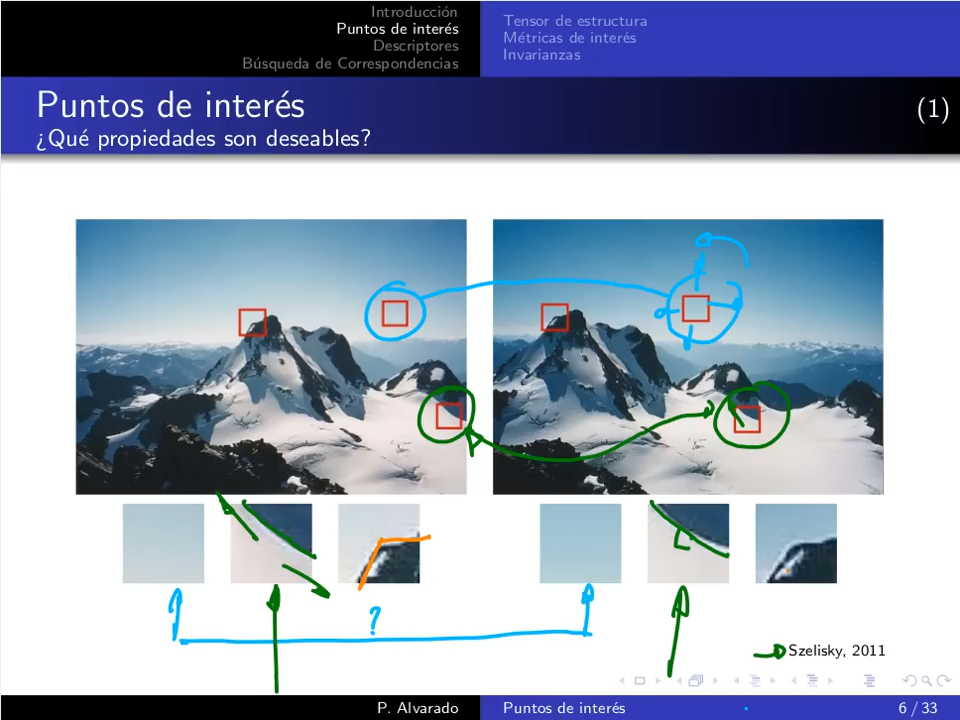 Introducción
Puntos de interés
Descriptores
Búsqueda de Correspondencias
Tensor de estructura
Métricas de interés
Invarianzas
Puntos de interés
(1)
¿Qué propiedades son deseables?
?
Szelisky, 2011
P. Alvarado
Puntos de interés
6 / 33